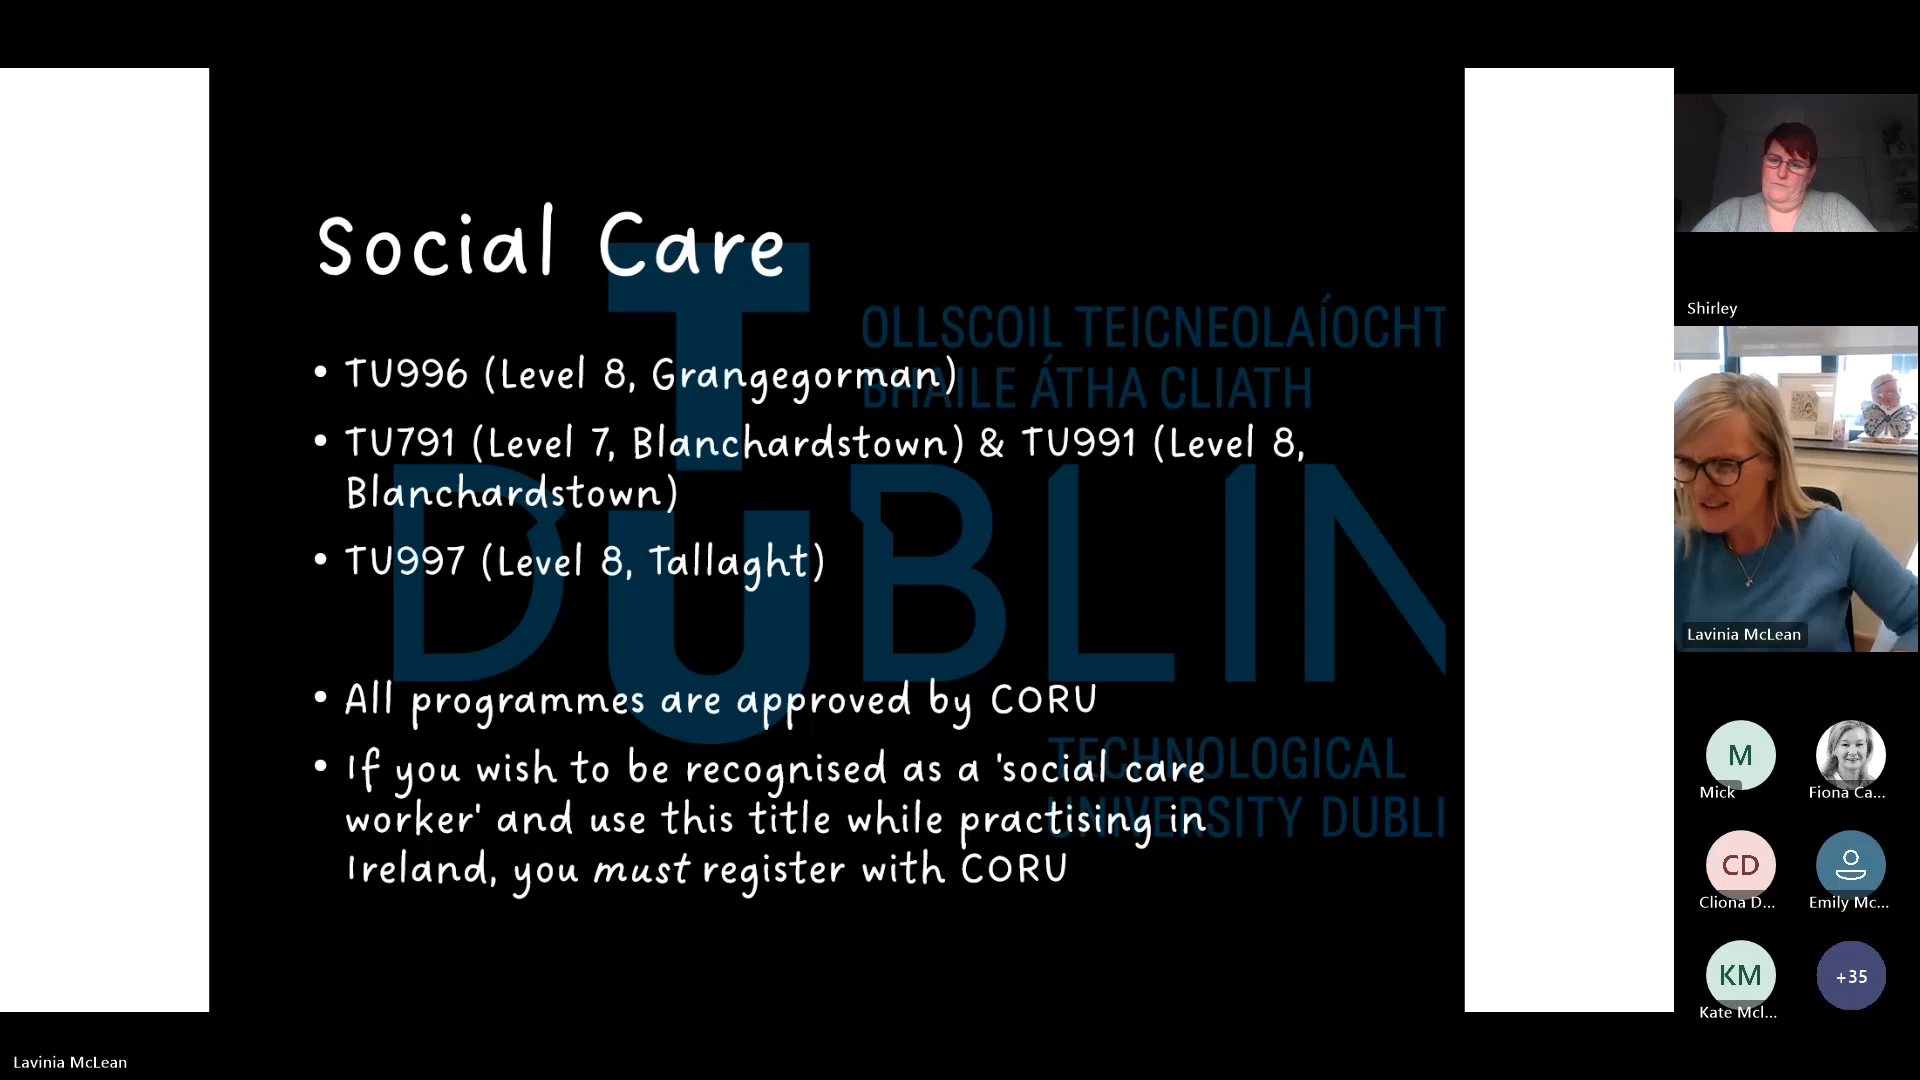 Social Care
• TU996 (Level 8, Grangegorman)
• TU791 (Level 7, Blanchardstown) & TU991 (Level 8,
Blanchardstown)
• TU997 (Level 8, Tallaght)
• All programmes are approved by CORU
• If you wish to be recognised as a 'social care
worker' and use this title while practising in
Ireland, you must register with CORU
OLLSCOIL TEICNEOLAÍOCHT
BHAILE ÁTHA CLIATH
TU DUBLIN
TECHNOLOGICAL
UNIVERSITY DUBLI
Shirley
Lavinia McLean
M
Mick
Fiona Ca...
CD
Cliona D...
Emily Mc...
KM
Kate Mcl...
+35
Lavinia McLean